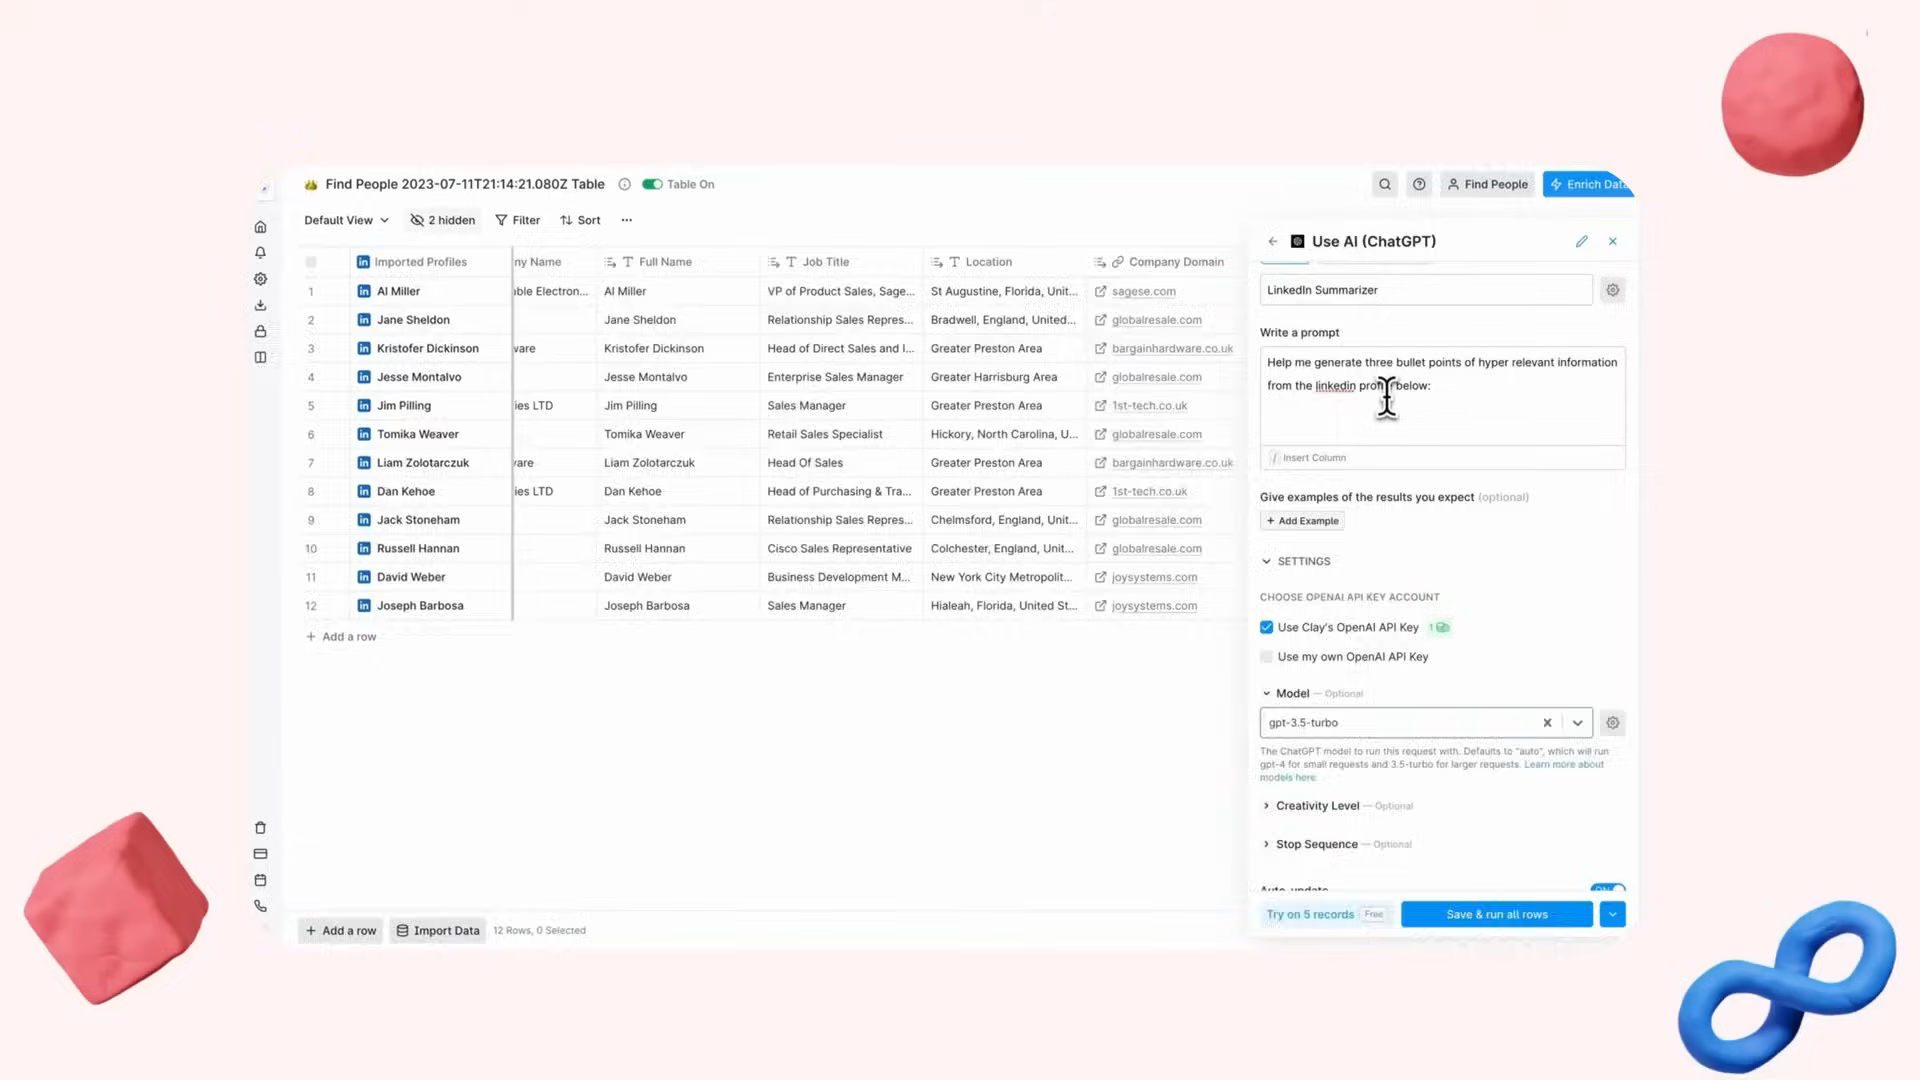 Find People 2023-07-11T21:14:21.080Z Table
Table On
Find People
Enrich Data
Default View
2 hidden
Filter
Sort
Imported Profiles
ny Name
Full Name
Job Title
Location
Company Domain
1 Al Miller ible Electron... Al Miller VP of Product Sales, Sage... St Augustine, Florida, Unit... sagese.com
2 Jane Sheldon Jane Sheldon Relationship Sales Repres... Bradwell, England, United... globalresale.com
3 Kristofer Dickinson vare Kristofer Dickinson Head of Direct Sales and I... Greater Preston Area bargainhardware.co.uk
4 Jesse Montalvo Jesse Montalvo Enterprise Sales Manager Greater Harrisburg Area globalresale.com
5 Jim Pilling ies LTD Jim Pilling Sales Manager Greater Preston Area 1st-tech.co.uk
6 Tomika Weaver Tomika Weaver Retail Sales Specialist Hickory, North Carolina, U... globalresale.com
7 Liam Zolotarczuk vare Liam Zolotarczuk Head Of Sales Greater Preston Area bargainhardware.co.uk
8 Dan Kehoe ies LTD Dan Kehoe Head of Purchasing & Tra... Greater Preston Area 1st-tech.co.uk
9 Jack Stoneham Jack Stoneham Relationship Sales Repres... Chelmsford, England, Unit... globalresale.com
10 Russell Hannan Russell Hannan Cisco Sales Representative Colchester, England, Unit... globalresale.com
11 David Weber David Weber Business Development M... New York City Metropolit... joysystems.com
12 Joseph Barbosa Joseph Barbosa Sales Manager Hialeah, Florida, United St... joysystems.com
+ Add a row
+ Add a row
Import Data
12 Rows, 0 Selected
Use AI (ChatGPT)
LinkedIn Summarizer
Write a prompt
Help me generate three bullet points of hyper relevant information
from the linkedin profile below:
/ Insert Column
Give examples of the results you expect (optional)
+ Add Example
SETTINGS
CHOOSE OPENAI API KEY ACCOUNT
Use Clay's OpenAI API Key 1
Use my own OpenAI API Key
Model — Optional
gpt-3.5-turbo
The ChatGPT model to run this request with. Defaults to "auto", which will run
gpt-4 for small requests and 3.5-turbo for larger requests. Learn more about
models here.
Creativity Level — Optional
Stop Sequence — Optional
Auto-update
ON
Try on 5 records Free
Save & run all rows